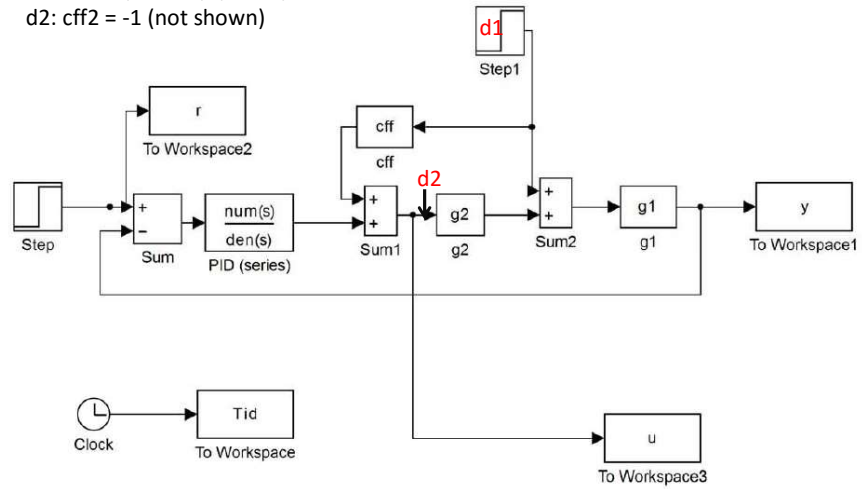 d2: cff2 = -1 (not shown)
d1
Step1
r
To Workspace2
cff
cff
d2
Step
+
−
Sum
num(s)
den(s)
PID (series)
+
+
Sum1
g2
g2
+
+
Sum2
g1
g1
y
To Workspace1
Clock
Tid
To Workspace
u
To Workspace3